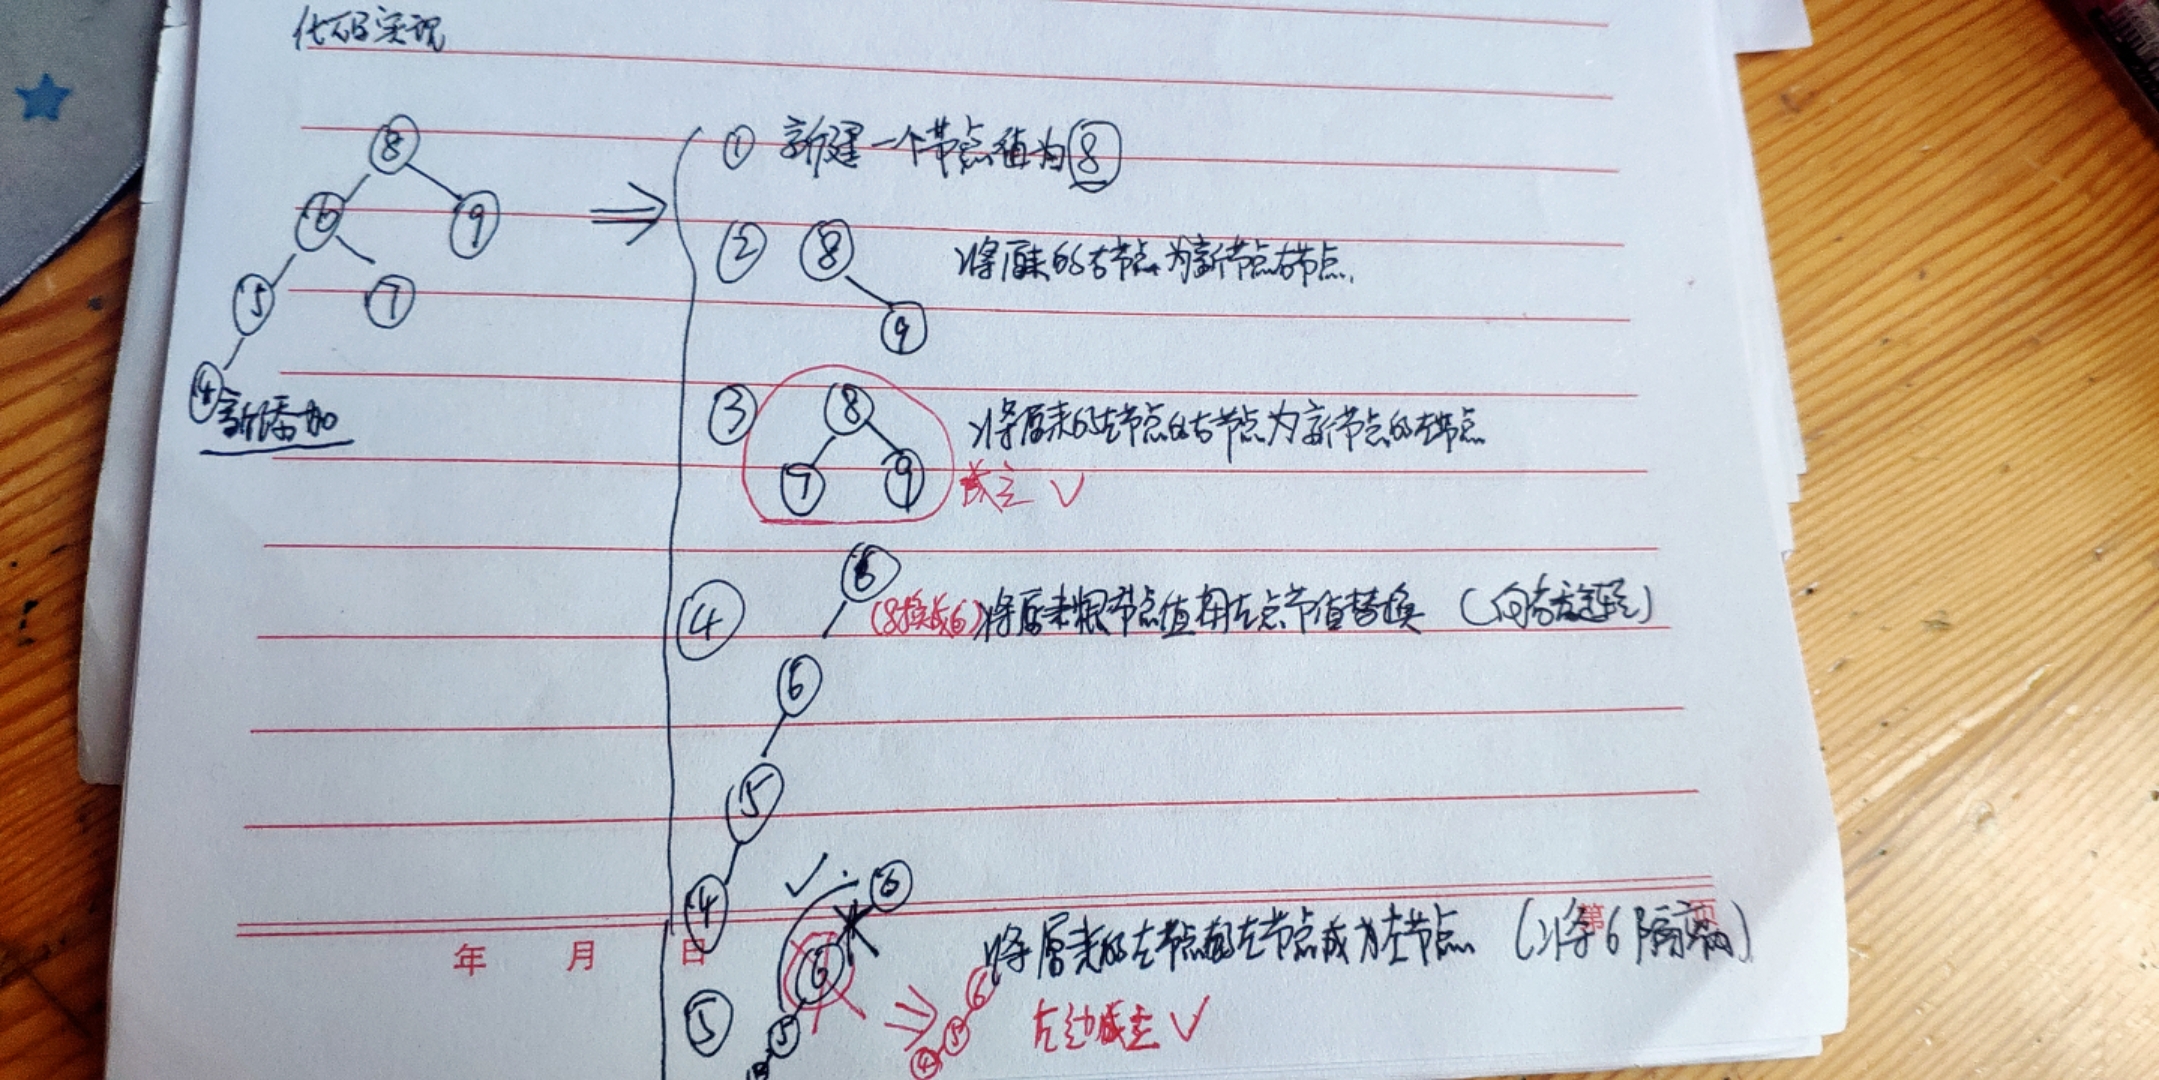 代码实现
8
6
9
5
7
4
新添加
① 新建一个节点值为8
② 8 将原来的右节点为新节点右节点.
9
③ 8 将原来的左节点的右节点为新节点的左节点
7 9 成立 ✓
④ (8换成6) 将原来根节点值用左点节值替换 (向右旋转)
6
5
4
✓
6
6
将原来的左节点的左节点成为左节点 (将6隔离)
年 月 日
第 页
⑤ 5 ⇒ 4 5 6 左边成立 ✓